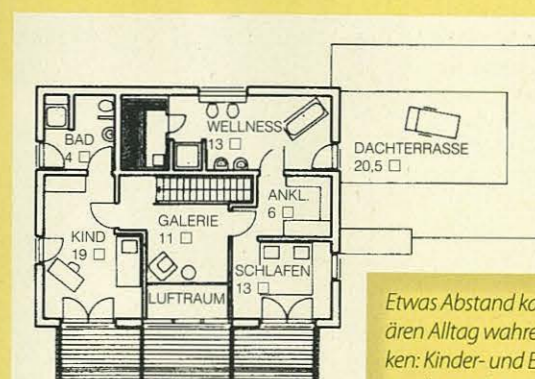 BAD
4 □
WELLNESS
13 □
DACHTERRASSE
20,5 □
ANKL.
6 □
GALERIE
11 □
KIND
19 □
SCHLAFEN
13 □
LUFTRAUM
Etwas Abstand ka
ären Alltag wahre
ken: Kinder- und E